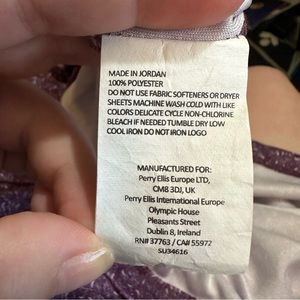 MADE IN JORDAN
100% POLYESTER
DO NOT USE FABRIC SOFTENERS OR DRYER
SHEETS MACHINE WASH COLD WITH LIKE
COLORS DELICATE CYCLE NON-CHLORINE
BLEACH IF NEEDED TUMBLE DRY LOW
COOL IRON DO NOT IRON LOGO
MANUFACTURED FOR:
Perry Ellis Europe LTD,
CM8 3DJ, UK
Perry Ellis International Europe
Olympic House
Pleasants Street
Dublin 8, Ireland
RN# 37763 / CA# 55972
SU34616